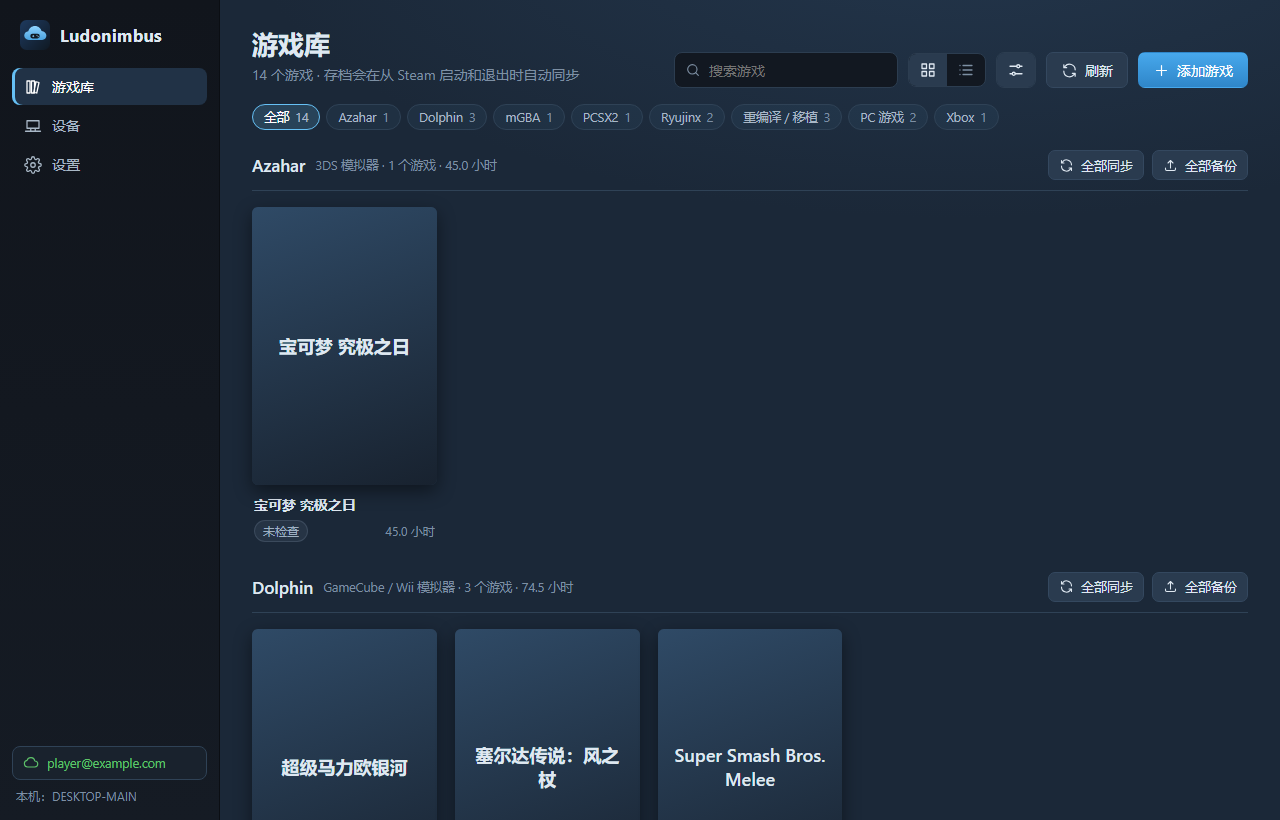 Ludonimbus
游戏库
设备
设置
player@example.com
本机：DESKTOP-MAIN
游戏库
14 个游戏 · 存档会在从 Steam 启动和退出时自动同步
搜索游戏
刷新
添加游戏
全部 14
Azahar 1
Dolphin 3
mGBA 1
PCSX2 1
Ryujinx 2
重编译 / 移植 3
PC 游戏 2
Xbox 1
Azahar 3DS 模拟器 · 1 个游戏 · 45.0 小时
全部同步
全部备份
宝可梦 究极之日
宝可梦 究极之日
未检查
45.0 小时
Dolphin GameCube / Wii 模拟器 · 3 个游戏 · 74.5 小时
全部同步
全部备份
超级马力欧银河
塞尔达传说：风之
杖
Super Smash Bros.
Melee